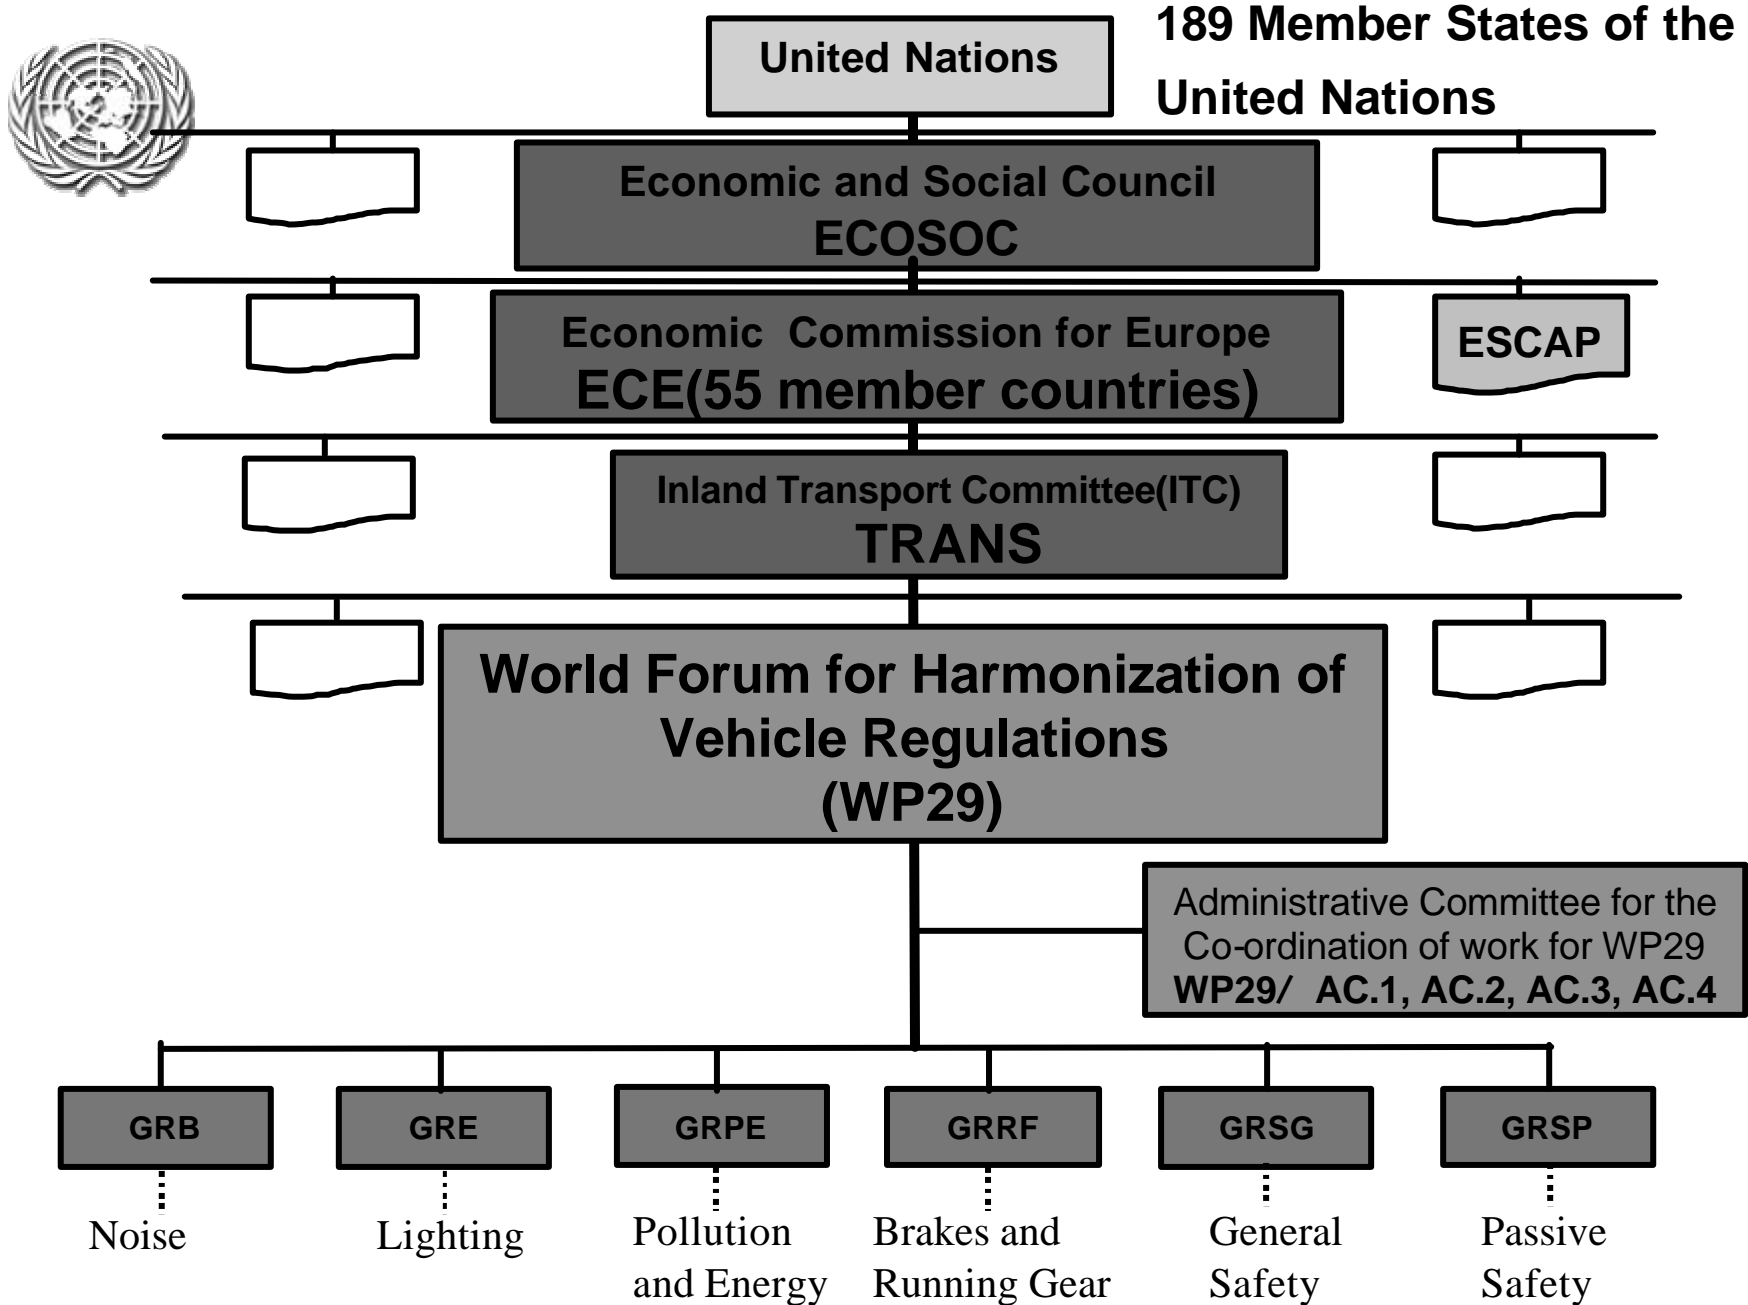 United Nations
189 Member States of the
United Nations
Economic and Social Council
ECOSOC
Economic Commission for Europe
ECE(55 member countries)
ESCAP
Inland Transport Committee(ITC)
TRANS
World Forum for Harmonization of
Vehicle Regulations
(WP29)
Administrative Committee for the
Co-ordination of work for WP29
WP29/ AC.1, AC.2, AC.3, AC.4
GRB
GRE
GRPE
GRRF
GRSG
GRSP
Noise
Lighting
Pollution
and Energy
Brakes and
Running Gear
General
Safety
Passive
Safety